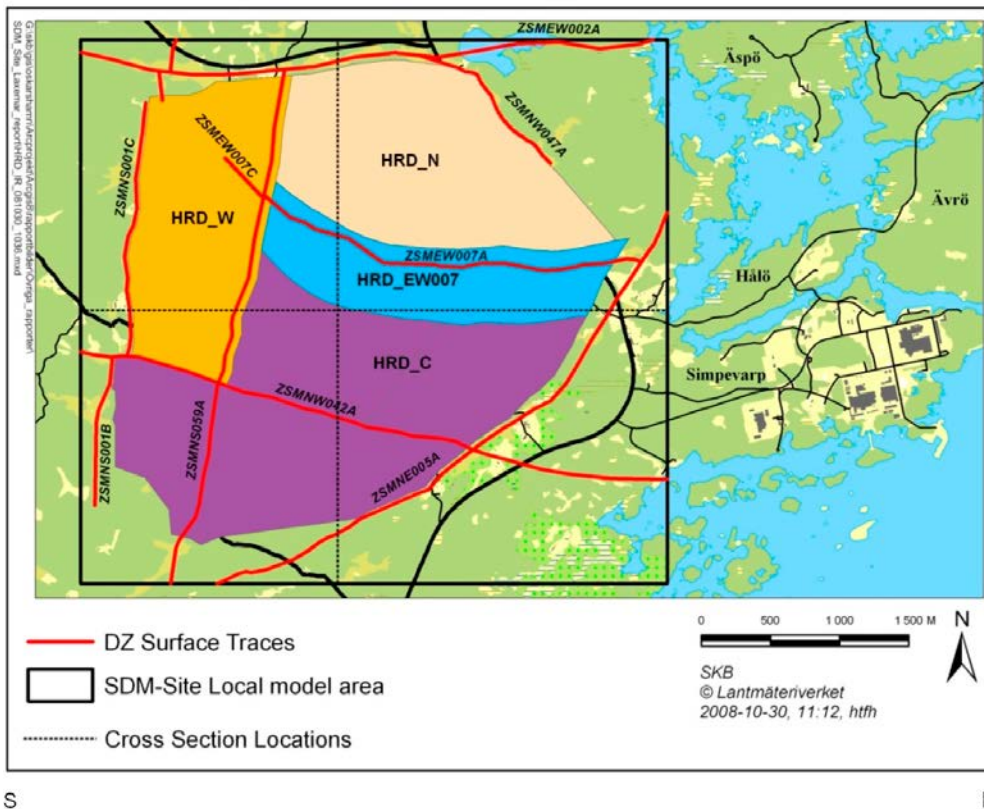 ZSMEW002A
Äspö
ZSMNW047A
ZSMEW007C
HRD_N
ZSMNS001C
HRD_W
Ävrö
ZSMEW007A
HRD_EW007
Hålö
HRD_C
Simpevarp
ZSMNW042A
ZSMNS059A
ZSMNS001B
ZSMNE005A
DZ Surface Traces
SDM-Site Local model area
Cross Section Locations
0 500 1 000 1 500 M
N
SKB
© Lantmäteriverket
2008-10-30, 11:12, htfh
S